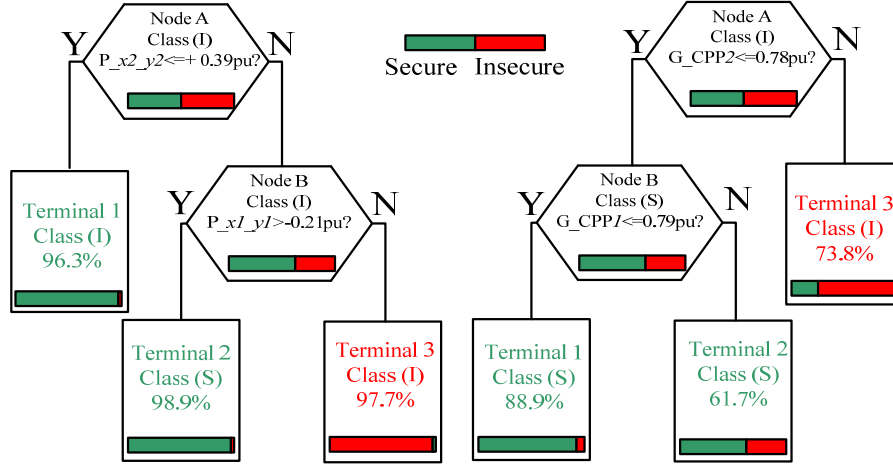 Node A
Class (I)
P_x2_y2<=+ 0.39pu?
Y
N
Secure Insecure
Node A
Class (I)
G_CPP2<=0.78pu?
Y
N
Terminal 1
Class (I)
96.3%
Node B
Class (I)
P_x1_y1>-0.21pu?
Y
N
Node B
Class (S)
G_CPP1<=0.79pu?
Y
N
Terminal 3
Class (I)
73.8%
Terminal 2
Class (S)
98.9%
Terminal 3
Class (I)
97.7%
Terminal 1
Class (S)
88.9%
Terminal 2
Class (S)
61.7%